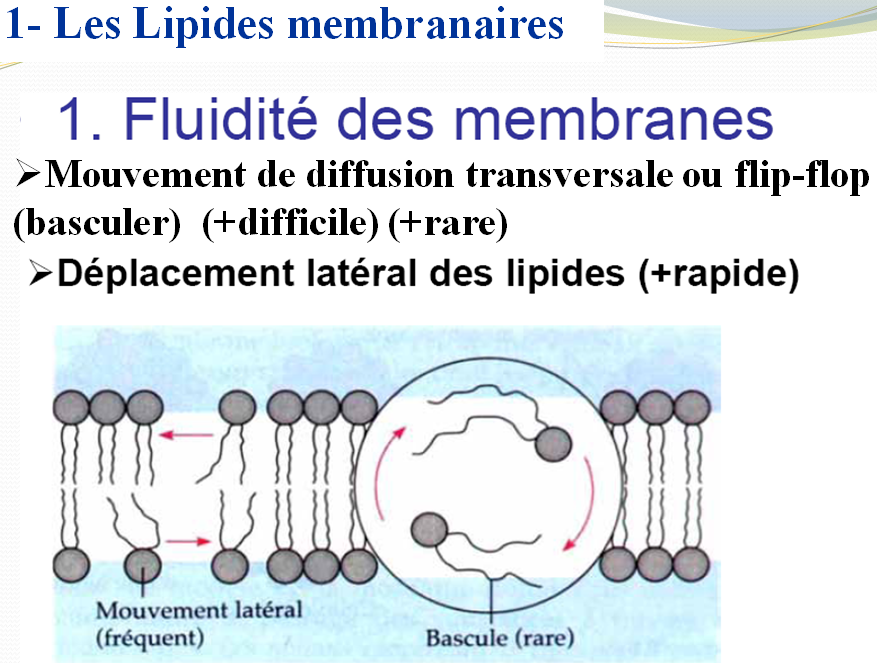 1- Les Lipides membranaires
1. Fluidité des membranes
➢Mouvement de diffusion transversale ou flip-flop
(basculer) (+difficile) (+rare)
➢Déplacement latéral des lipides (+rapide)
Mouvement latéral
(fréquent)
Bascule (rare)